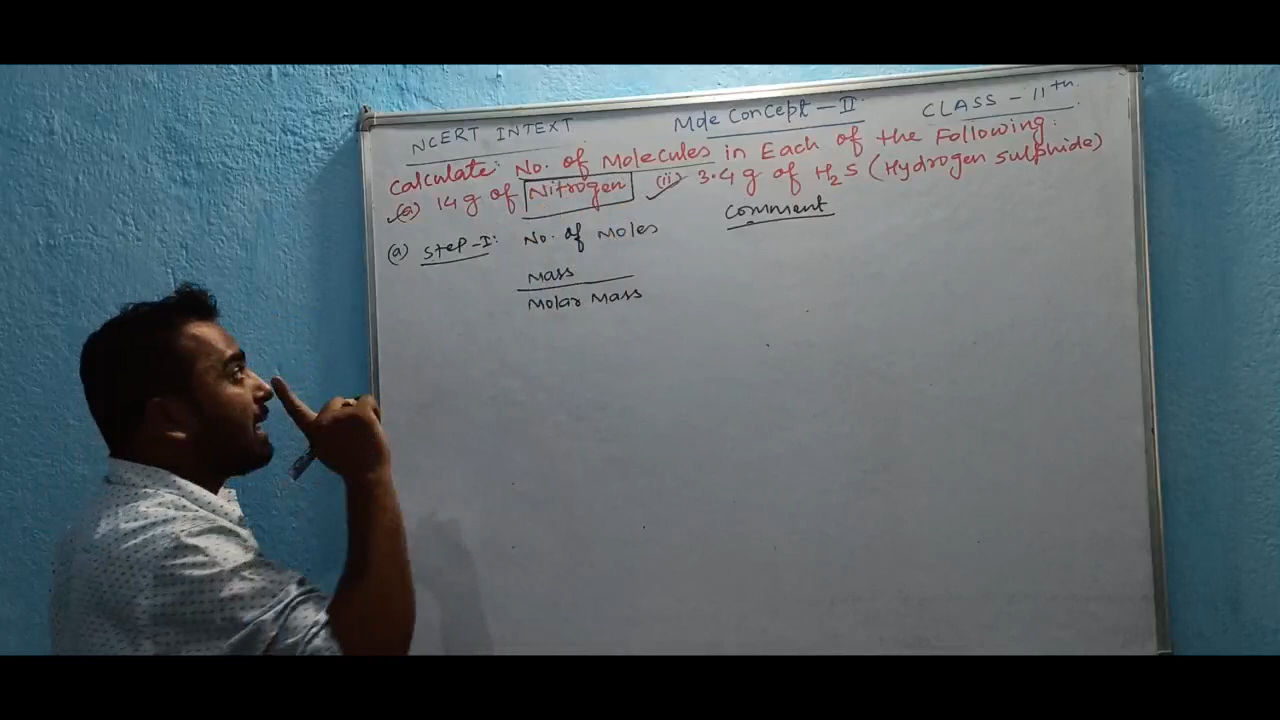 NCERT INTEXT
Mole Concept - II
CLASS - 11th.
Calculate: No. of Molecules in Each of the Following:
(a) 14g of Nitrogen (ii) 3.4 g of H₂S (Hydrogen sulphide)
Comment
(a) Step-I: No. of Moles
Mass
Molar Mass